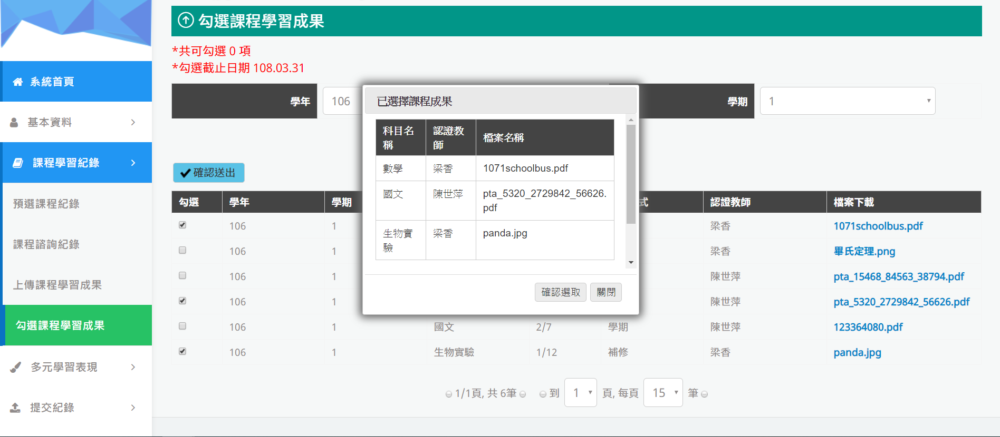 勾選課程學習成果
*共可勾選 0 項
*勾選截止日期 108.03.31
系統首頁
基本資料
課程學習紀錄
預選課程紀錄
課程諮詢紀錄
上傳課程學習成果
勾選課程學習成果
多元學習表現
提交紀錄
學年 106 學期 1
確認送出
勾選 學年 學期 式 認證教師 檔案下載
106 1 梁香 1071schoolbus.pdf
106 1 梁香 畢氏定理.png
106 1 陳世萍 pta_15468_84563_38794.pdf
106 1 陳世萍 pta_5320_2729842_56626.pdf
106 1 國文 2/7 學期 陳世萍 123364080.pdf
106 1 生物實驗 1/12 補修 梁香 panda.jpg
1/1頁, 共 6筆 到 1 頁, 每頁 15 筆
已選擇課程成果
科目名稱 認證教師 檔案名稱
數學 梁香 1071schoolbus.pdf
國文 陳世萍 pta_5320_2729842_56626.pdf
生物實驗 梁香 panda.jpg
確認選取 關閉